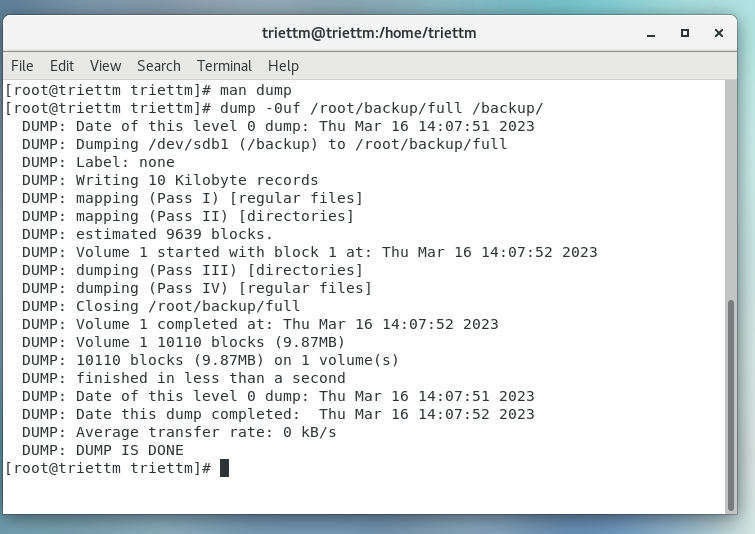 triettm@triettm:/home/triettm
File Edit View Search Terminal Help
[root@triettm triettm]# man dump
[root@triettm triettm]# dump -0uf /root/backup/full /backup/
  DUMP: Date of this level 0 dump: Thu Mar 16 14:07:51 2023
  DUMP: Dumping /dev/sdb1 (/backup) to /root/backup/full
  DUMP: Label: none
  DUMP: Writing 10 Kilobyte records
  DUMP: mapping (Pass I) [regular files]
  DUMP: mapping (Pass II) [directories]
  DUMP: estimated 9639 blocks.
  DUMP: Volume 1 started with block 1 at: Thu Mar 16 14:07:52 2023
  DUMP: dumping (Pass III) [directories]
  DUMP: dumping (Pass IV) [regular files]
  DUMP: Closing /root/backup/full
  DUMP: Volume 1 completed at: Thu Mar 16 14:07:52 2023
  DUMP: Volume 1 10110 blocks (9.87MB)
  DUMP: 10110 blocks (9.87MB) on 1 volume(s)
  DUMP: finished in less than a second
  DUMP: Date of this level 0 dump: Thu Mar 16 14:07:51 2023
  DUMP: Date this dump completed:  Thu Mar 16 14:07:52 2023
  DUMP: Average transfer rate: 0 kB/s
  DUMP: DUMP IS DONE
[root@triettm triettm]#